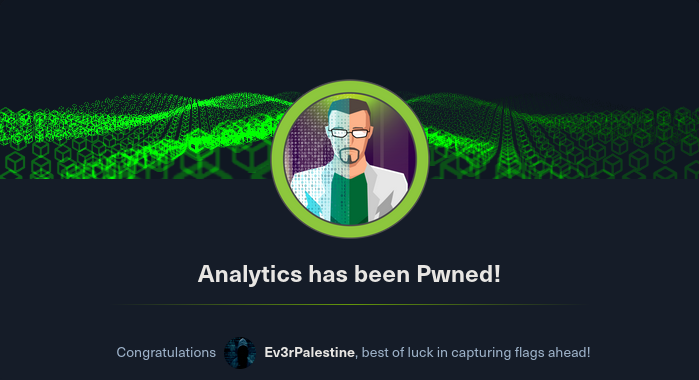 Analytics has been Pwned!
Congratulations Ev3rPalestine, best of luck in capturing flags ahead!